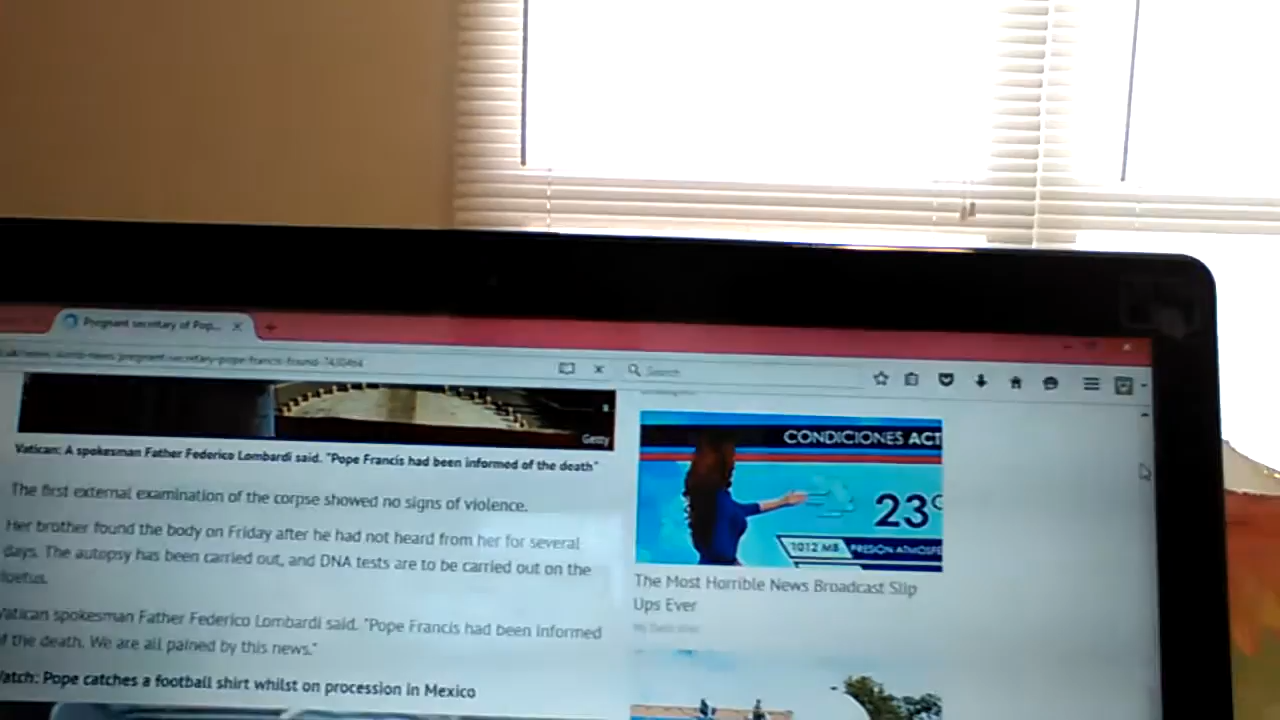 Pregnant secretary of Pop...
Search
Getty
Vatican: A spokesman Father Federico Lombardi said. "Pope Francis had been informed of the death"
The first external examination of the corpse showed no signs of violence.
Her brother found the body on Friday after he had not heard from her for several
days. The autopsy has been carried out, and DNA tests are to be carried out on the
Vatican spokesman Father Federico Lombardi said. "Pope Francis had been informed
of the death. We are all pained by this news."
Watch: Pope catches a football shirt whilst on procession in Mexico
CONDICIONES ACT
23°
1012 MB
PRESION ATMOSFE
The Most Horrible News Broadcast Slip
Ups Ever